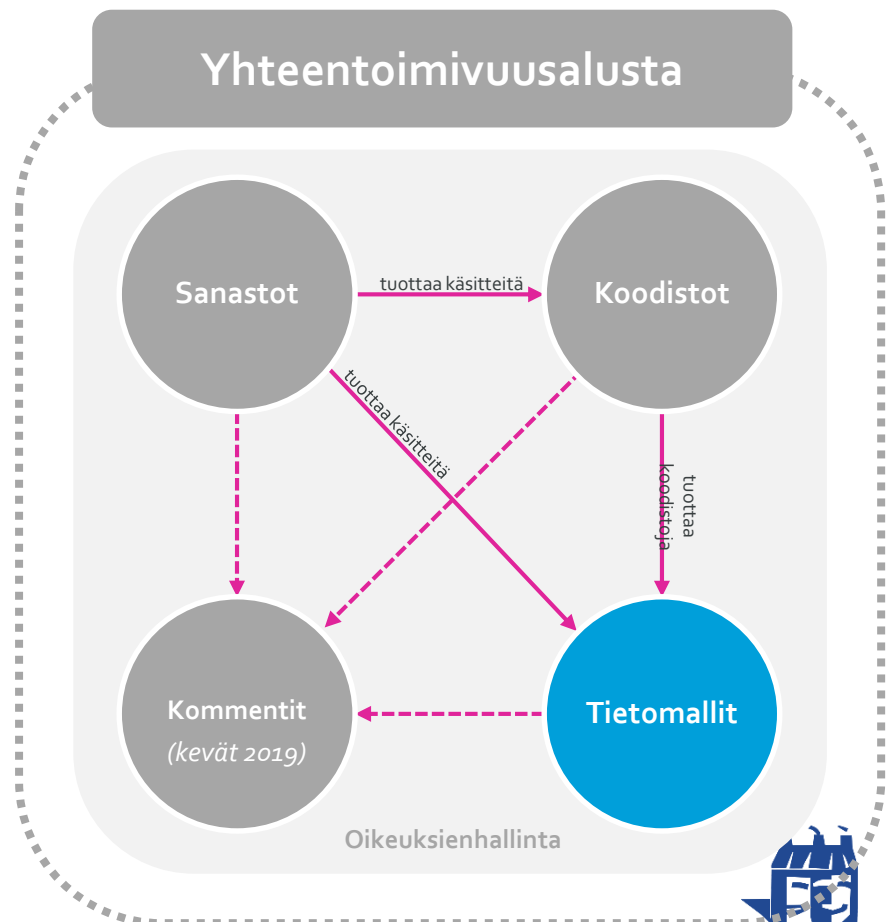 Yhteentoimivuusalusta
Sanastot
tuottaa käsitteitä
Koodistot
tuottaa käsitteitä
tuottaa
koodistoja
Kommentit
(kevät 2019)
Tietomallit
Oikeuksienhallinta